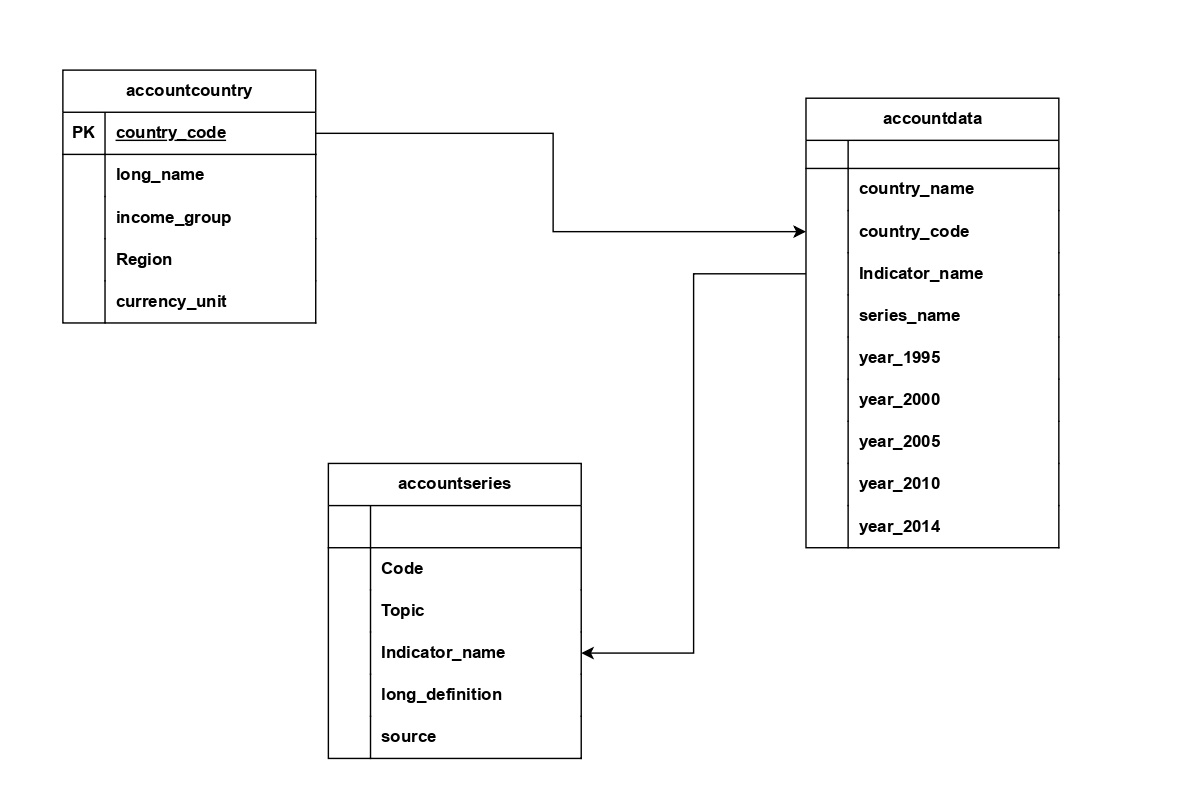 accountcountry
PK country_code
long_name
income_group
Region
currency_unit
accountdata
country_name
country_code
Indicator_name
series_name
year_1995
year_2000
year_2005
year_2010
year_2014
accountseries
Code
Topic
Indicator_name
long_definition
source